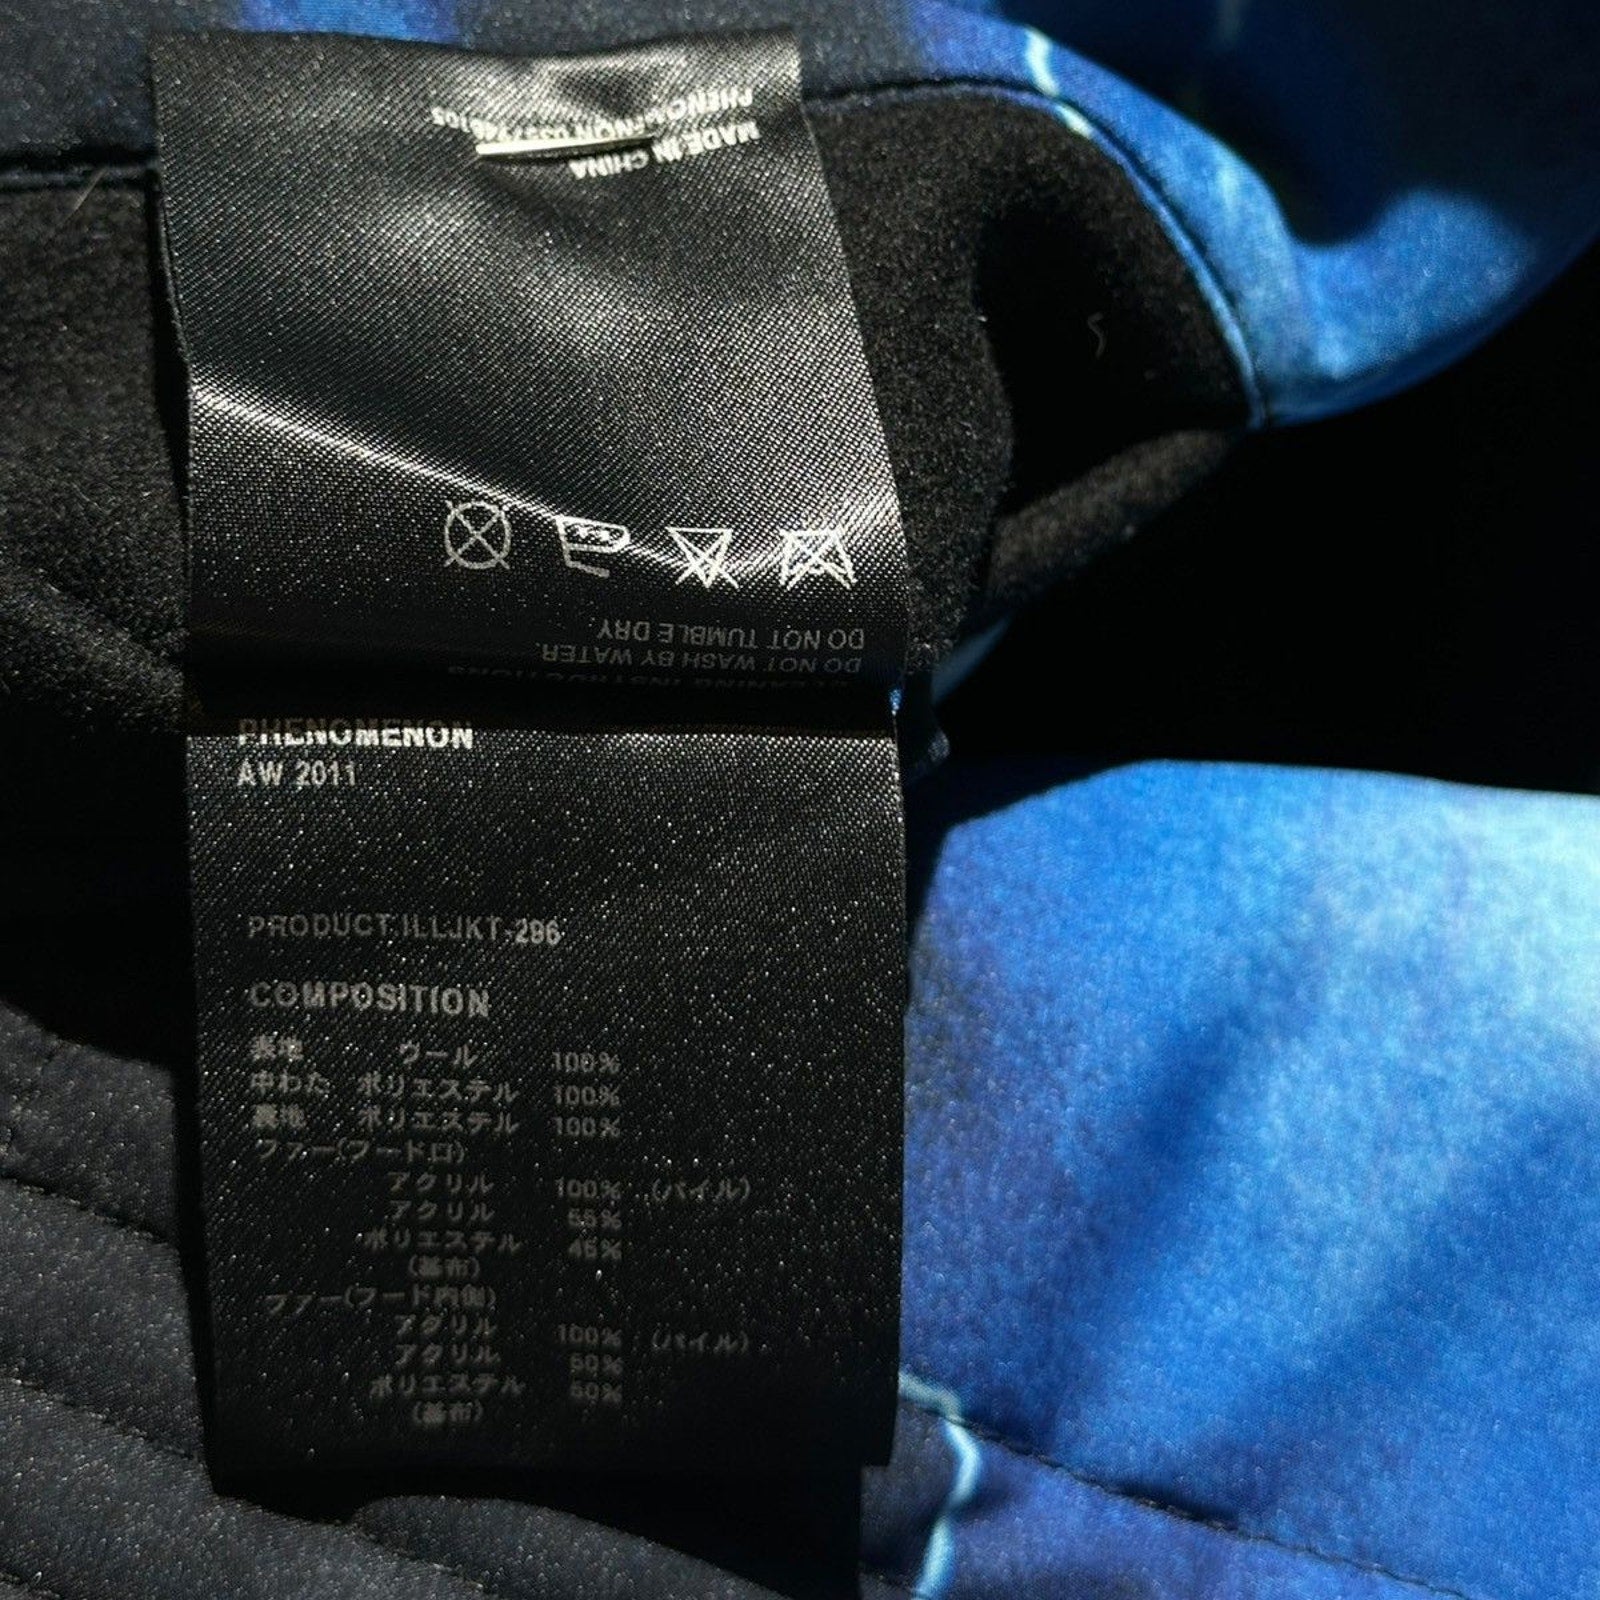 MADE IN CHINA
CLEANING INSTRUCTIONS
DO NOT WASH BY WATER.
DO NOT TUMBLE DRY.
PHENOMENON
AW 2011
PRODUCT.ILLJKT-296
COMPOSITION
表地 ウール 100%
中わた ポリエステル 100%
裏地 ポリエステル 100%
ファー(フード口)
アクリル 100% (パイル)
アクリル 55%
ポリエステル 45%
(基布)
ファー(フード内側)
アクリル 100% (パイル)
アクリル 50%
ポリエステル 50%
(基布)